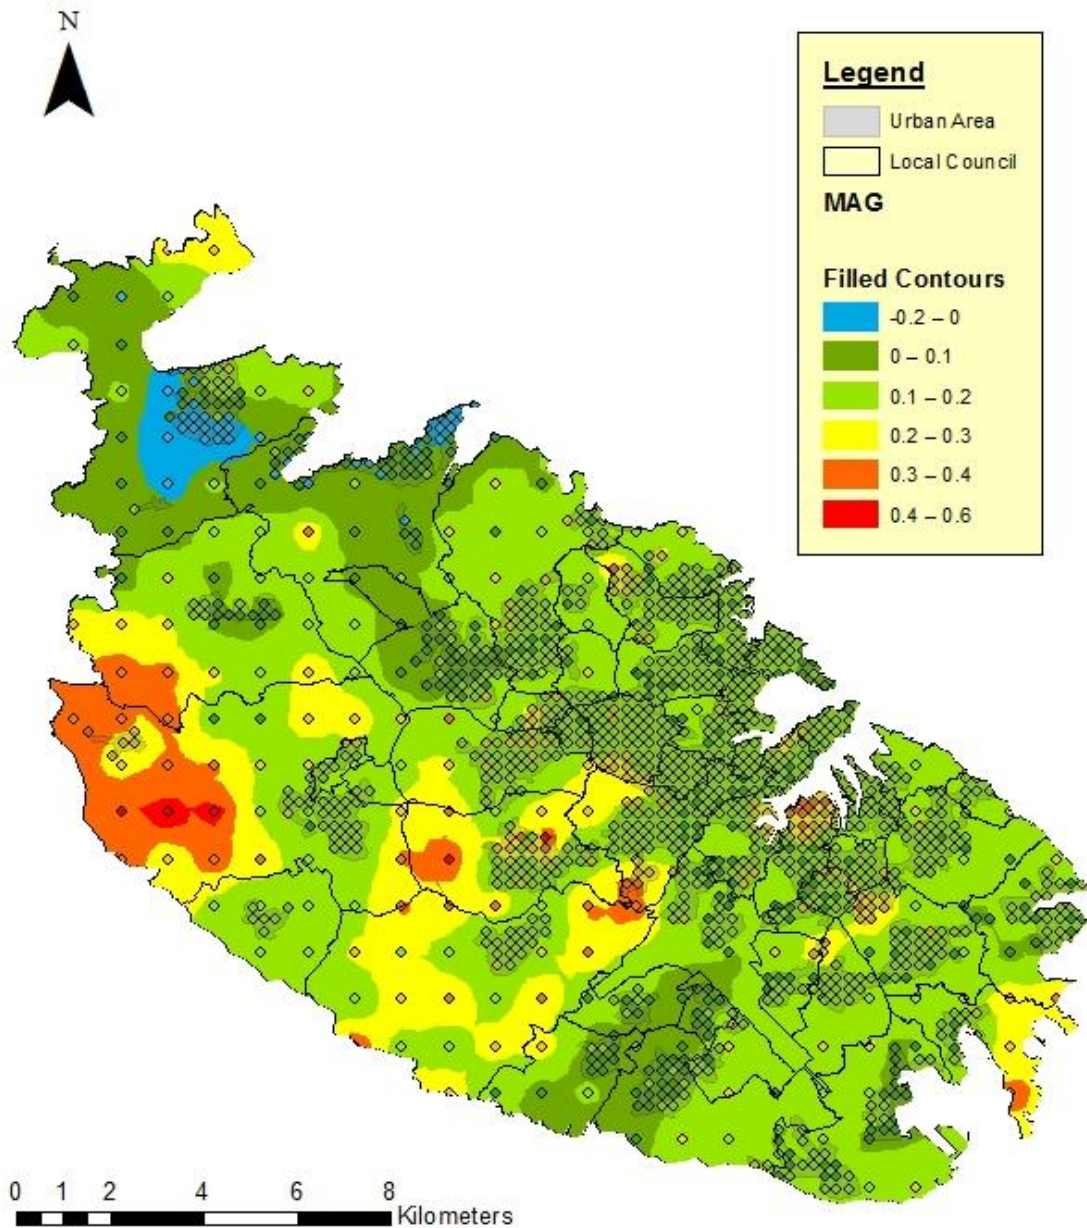 N
Legend
Urban Area
Local Council
MAG
Filled Contours
-0.2 – 0
0 – 0.1
0.1 – 0.2
0.2 – 0.3
0.3 – 0.4
0.4 – 0.6
0 1 2 4 6 8
Kilometers